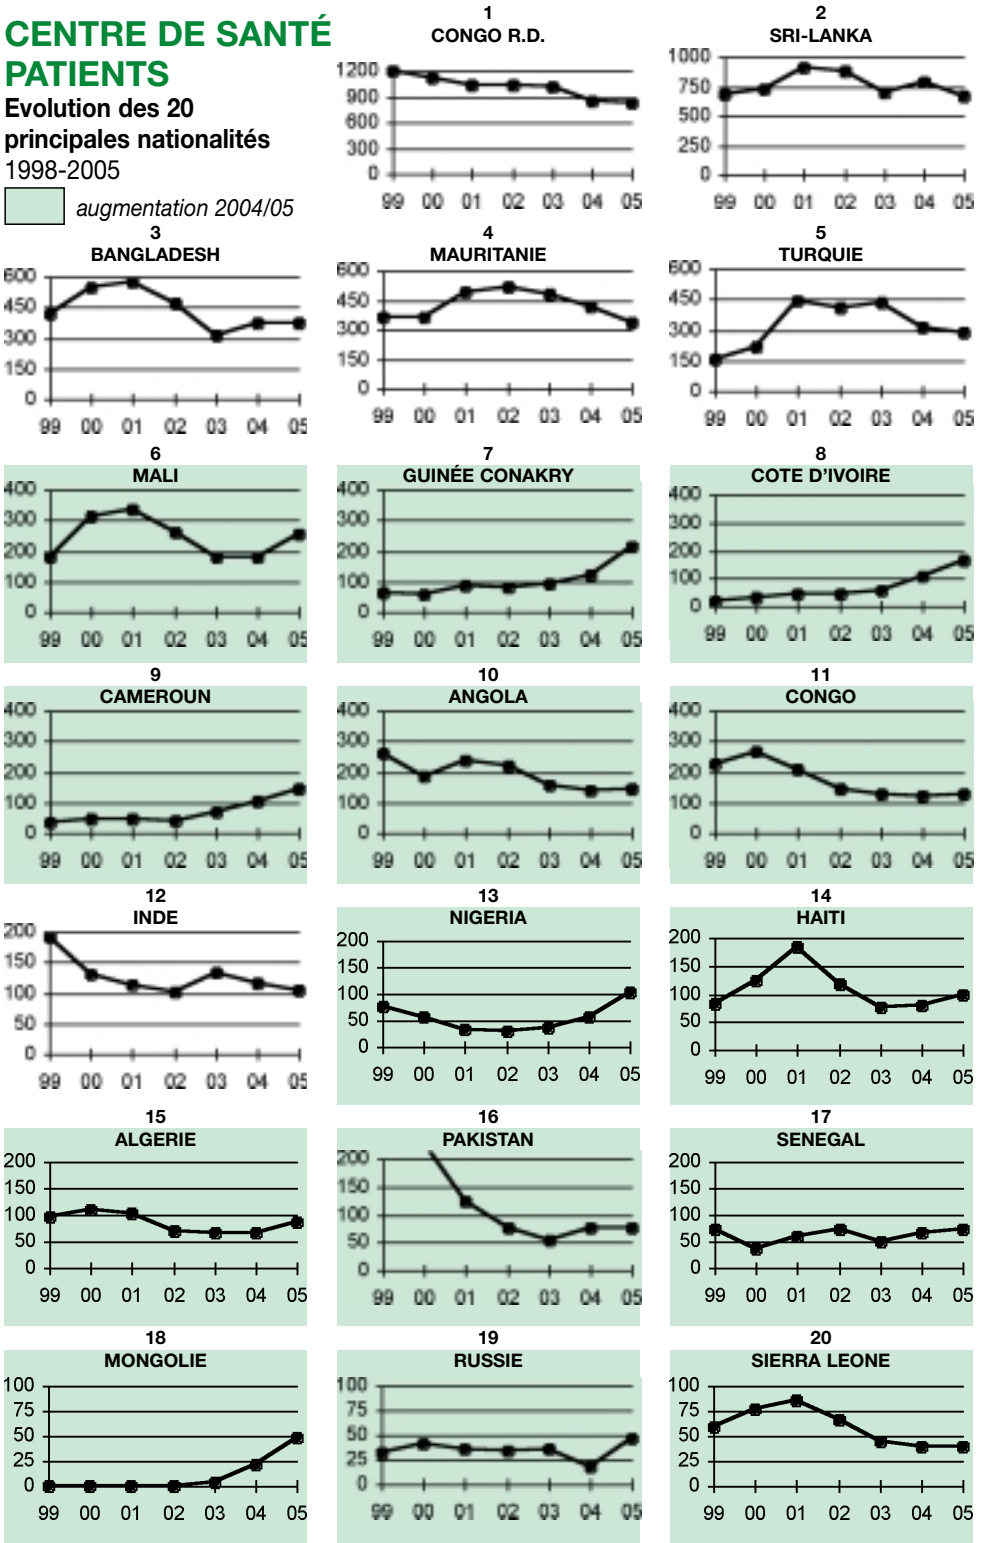 CENTRE DE SANTÉ
PATIENTS
Evolution des 20
principales nationalités
1998-2005
augmentation 2004/05
1
CONGO R.D.
1200
900
600
300
0
99 00 01 02 03 04 05
2
SRI-LANKA
1000
750
500
250
0
99 00 01 02 03 04 05
3
BANGLADESH
600
450
300
150
0
99 00 01 02 03 04 05
4
MAURITANIE
600
450
300
150
0
99 00 01 02 03 04 05
5
TURQUIE
600
450
300
150
0
99 00 01 02 03 04 05
6
MALI
400
300
200
100
0
99 00 01 02 03 04 05
7
GUINÉE CONAKRY
400
300
200
100
0
99 00 01 02 03 04 05
8
COTE D'IVOIRE
400
300
200
100
0
99 00 01 02 03 04 05
9
CAMEROUN
400
300
200
100
0
99 00 01 02 03 04 05
10
ANGOLA
400
300
200
100
0
99 00 01 02 03 04 05
11
CONGO
400
300
200
100
0
99 00 01 02 03 04 05
12
INDE
200
150
100
50
0
99 00 01 02 03 04 05
13
NIGERIA
200
150
100
50
0
99 00 01 02 03 04 05
14
HAITI
200
150
100
50
0
99 00 01 02 03 04 05
15
ALGERIE
200
150
100
50
0
99 00 01 02 03 04 05
16
PAKISTAN
200
150
100
50
0
99 00 01 02 03 04 05
17
SENEGAL
200
150
100
50
0
99 00 01 02 03 04 05
18
MONGOLIE
100
75
50
25
0
99 00 01 02 03 04 05
19
RUSSIE
100
75
50
25
0
99 00 01 02 03 04 05
20
SIERRA LEONE
100
75
50
25
0
99 00 01 02 03 04 05